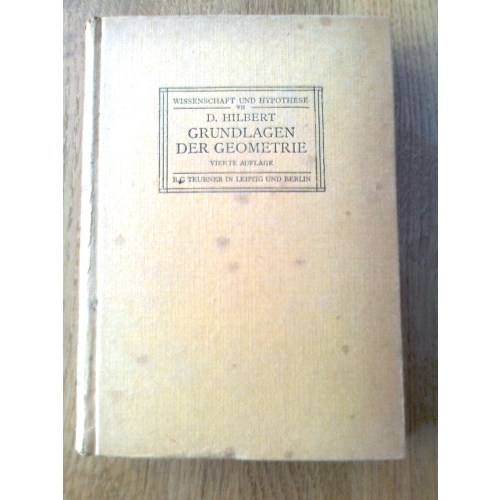 WISSENSCHAFT UND HYPOTHESE
VII
D. HILBERT
GRUNDLAGEN
DER GEOMETRIE
VIERTE AUFLAGE
B.G. TEUBNER IN LEIPZIG UND BERLIN